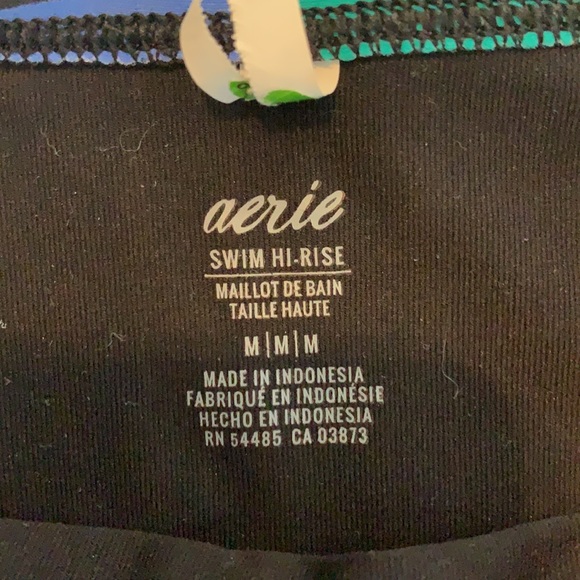 aerie
SWIM HI-RISE
MAILLOT DE BAIN
TAILLE HAUTE
M|M|M
MADE IN INDONESIA
FABRIQUÉ EN INDONÉSIE
HECHO EN INDONESIA
RN 54485 CA 03873